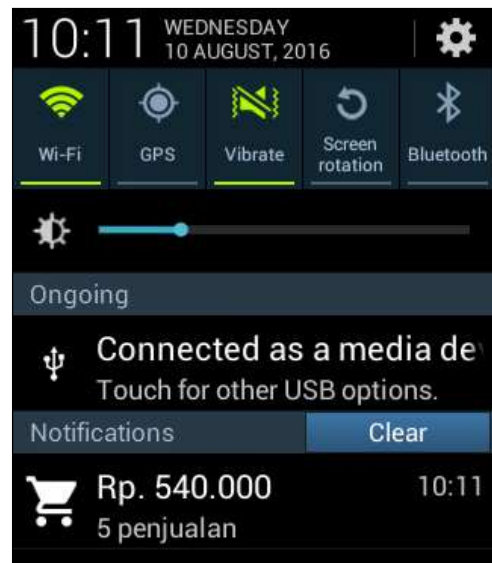 10:11 WEDNESDAY
10 AUGUST, 2016
Wi-Fi GPS Vibrate Screen rotation Bluetooth
Ongoing
Connected as a media de
Touch for other USB options.
Notifications Clear
Rp. 540.000 10:11
5 penjualan